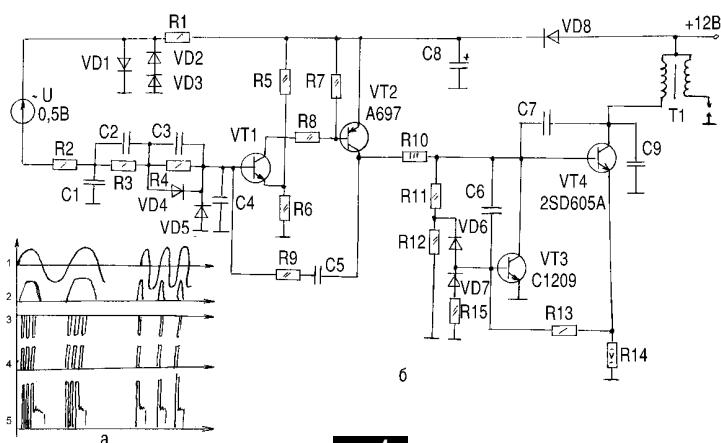 R1
VD8
+12В
VD1
VD2
VD3
C8
~ U
0,5В
R5
R7
VT2
A697
T1
C2
C3
VT1
R8
C7
R2
R10
C9
C1
R3
R4
VD4
VD5
C4
R6
R11
C6
VT4
2SD605A
R12
VD6
VT3
C1209
R9
C5
VD7
R15
R13
R14
1
2
3
4
5
а
б